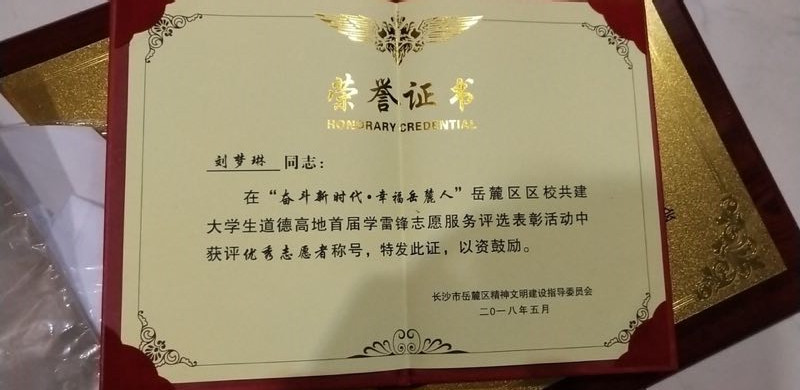 荣誉证书
HONORARY CREDENTIAL
刘梦琳 同志：
在“奋斗新时代·幸福岳麓人”岳麓区区校共建
大学生道德高地首届学雷锋志愿服务评选表彰活动中
获评优秀志愿者称号，特发此证，以资鼓励。
长沙市岳麓区精神文明建设指导委员会
二〇一八年五月